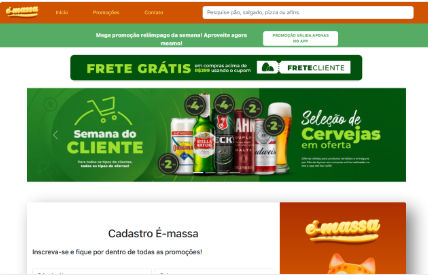 é-massa
Início Promoções Contato
Pesquise pão, salgado, pizza ou afins.
Mega promoção relâmpago da semana! Aproveite agora
mesmo!
PROMOÇÃO VÁLIDA APENAS
NO APP!
FRETE GRÁTIS em compras acima de
R$299 usando o cupom
FRETECLIENTE
Semana do
CLIENTE
Para todos os tipos de clientes
todos os tipos de ofertas!
Seleção de
Cervejas
em oferta
Cadastro É-massa
Inscreva-se e fique por dentro de todas as promoções!
é-massa